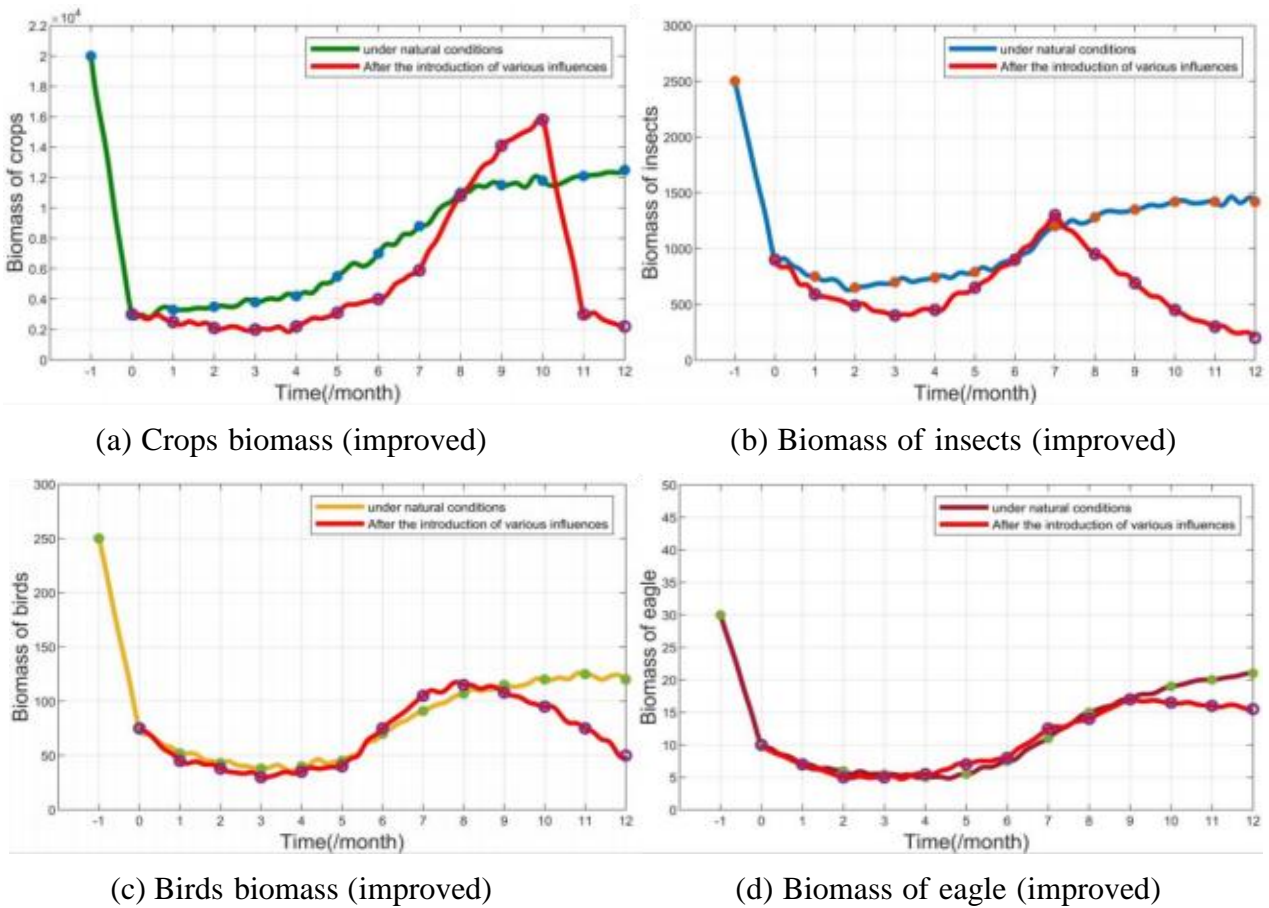 ×10⁴
2.2
2
1.8
1.6
1.4
1.2
1
0.8
0.6
0.4
0.2
0
Biomass of crops
under natural conditions
After the introduction of various influences
-1 0 1 2 3 4 5 6 7 8 9 10 11 12
Time(/month)
(a) Crops biomass (improved)
3000
2500
2000
1500
1000
500
0
Biomass of insects
under natural conditions
After the introduction of various influences
-1 0 1 2 3 4 5 6 7 8 9 10 11 12
Time(/month)
(b) Biomass of insects (improved)
300
250
200
150
100
50
0
Biomass of birds
under natural conditions
After the introduction of various influences
-1 0 1 2 3 4 5 6 7 8 9 10 11 12
Time(/month)
(c) Birds biomass (improved)
50
45
40
35
30
25
20
15
10
5
0
Biomass of eagle
under natural conditions
After the introduction of various influences
-1 0 1 2 3 4 5 6 7 8 9 10 11 12
Time(/month)
(d) Biomass of eagle (improved)